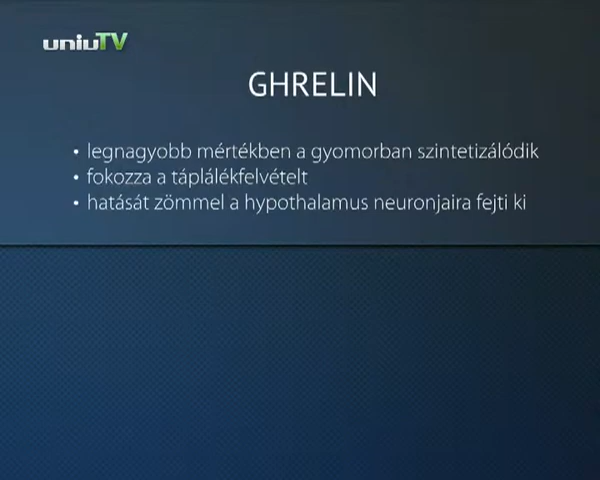 uniuTV
GHRELIN
• legnagyobb mértékben a gyomorban szintetizálódik
• fokozza a táplálékfelvételt
• hatását zömmel a hypothalamus neuronjaira fejti ki